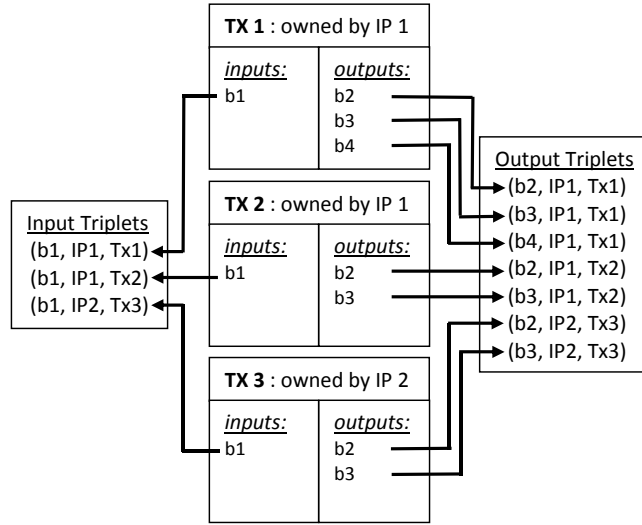 TX 1 : owned by IP 1
inputs:
b1
outputs:
b2
b3
b4
Input Triplets
(b1, IP1, Tx1)
(b1, IP1, Tx2)
(b1, IP2, Tx3)
TX 2 : owned by IP 1
inputs:
b1
outputs:
b2
b3
Output Triplets
(b2, IP1, Tx1)
(b3, IP1, Tx1)
(b4, IP1, Tx1)
(b2, IP1, Tx2)
(b3, IP1, Tx2)
(b2, IP2, Tx3)
(b3, IP2, Tx3)
TX 3 : owned by IP 2
inputs:
b1
outputs:
b2
b3